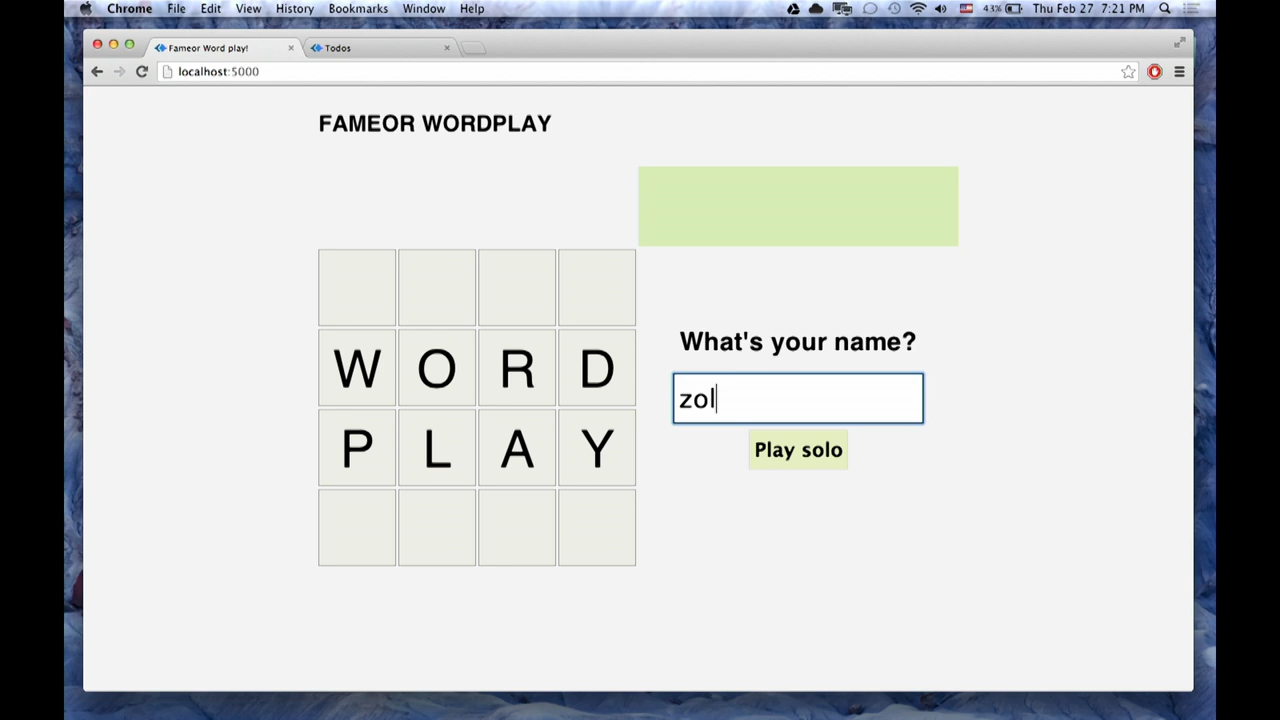 Chrome File Edit View History Bookmarks Window Help 43% Thu Feb 27 7:21 PM
Fameor Word play! Todos
localhost:5000
FAMEOR WORDPLAY
What's your name?
W O R D
zol
P L A Y
Play solo